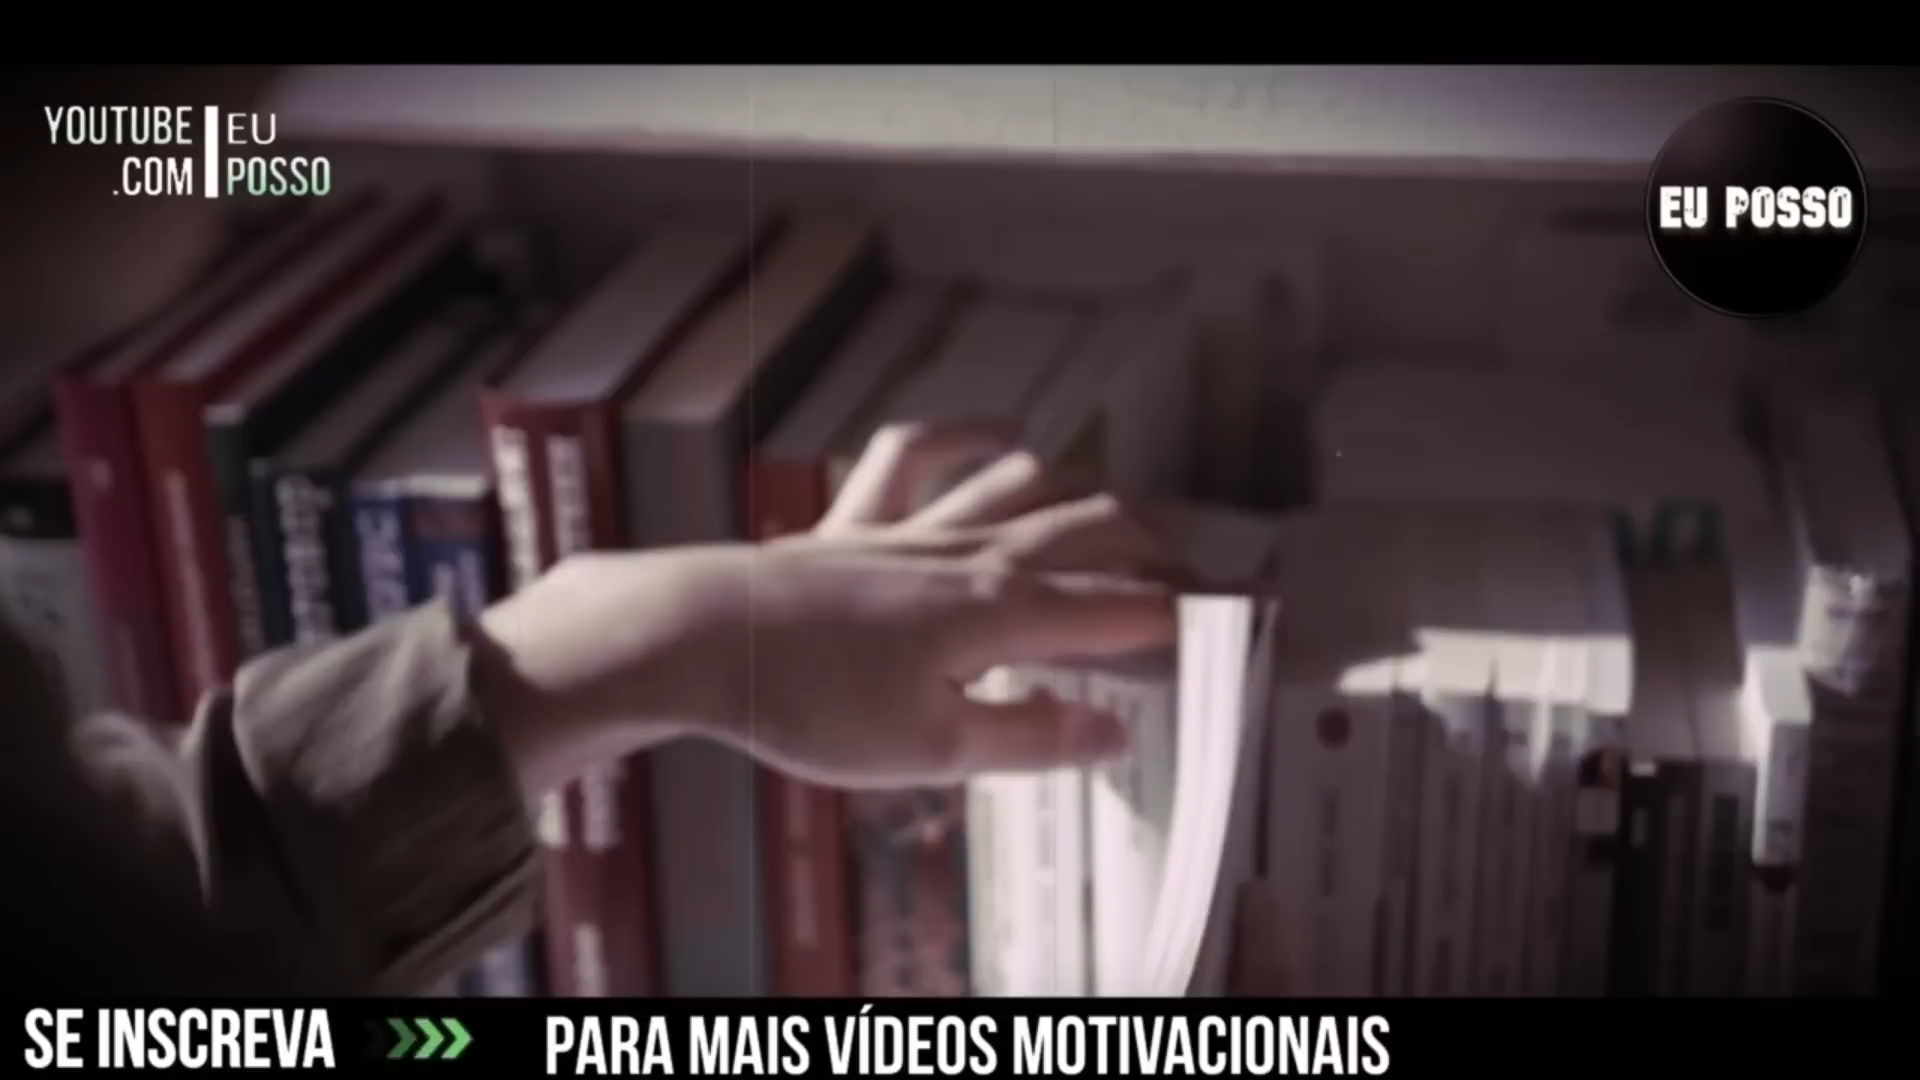 YOUTUBE
.COM
EU
POSSO
EU POSSO
SE INSCREVA
PARA MAIS VÍDEOS MOTIVACIONAIS